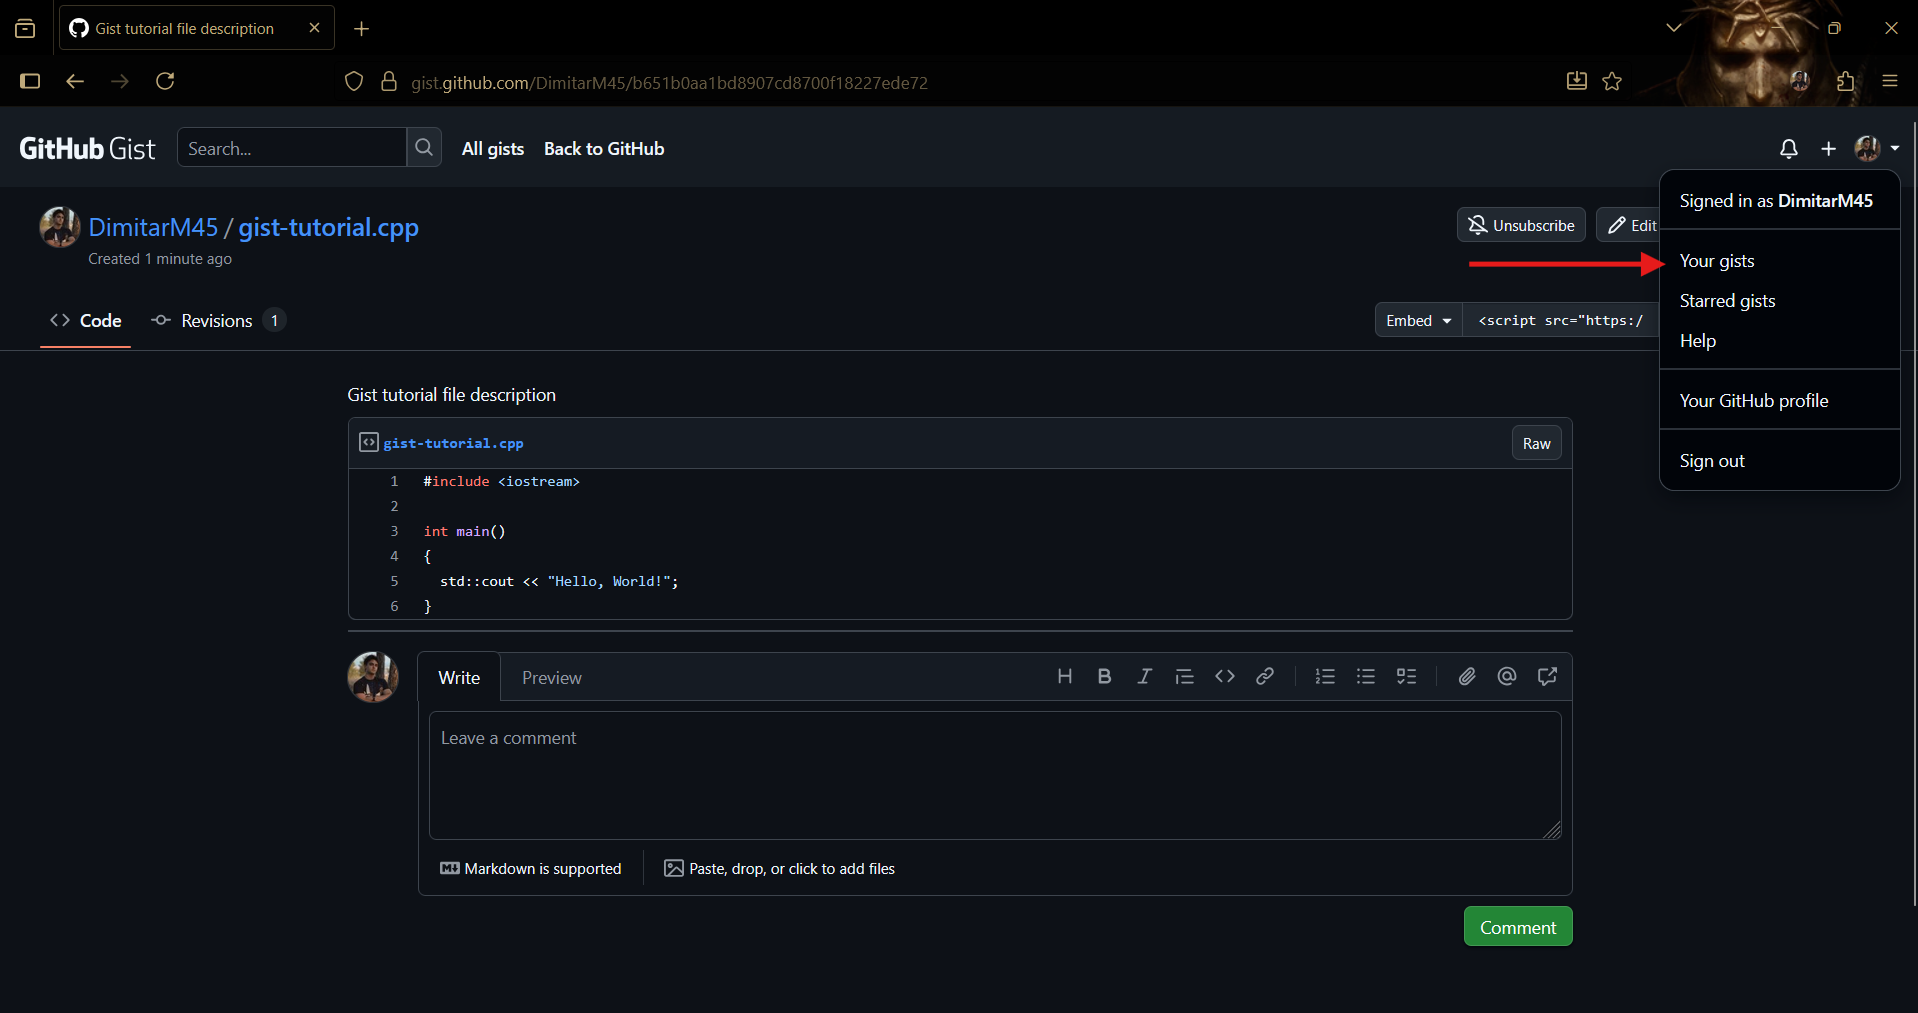 Gist tutorial file description
gist.github.com/DimitarM45/b651b0aa1bd8907cd8700f18227ede72
GitHub Gist
Search...
All gists
Back to GitHub
Signed in as DimitarM45
Your gists
Starred gists
Help
Your GitHub profile
Sign out
DimitarM45 / gist-tutorial.cpp
Created 1 minute ago
Unsubscribe
Edit
Code
Revisions 1
Embed
<script src="https:/
Gist tutorial file description
gist-tutorial.cpp
Raw
1 #include <iostream>
2
3 int main()
4 {
5 std::cout << "Hello, World!";
6 }
Write
Preview
Leave a comment
Markdown is supported
Paste, drop, or click to add files
Comment